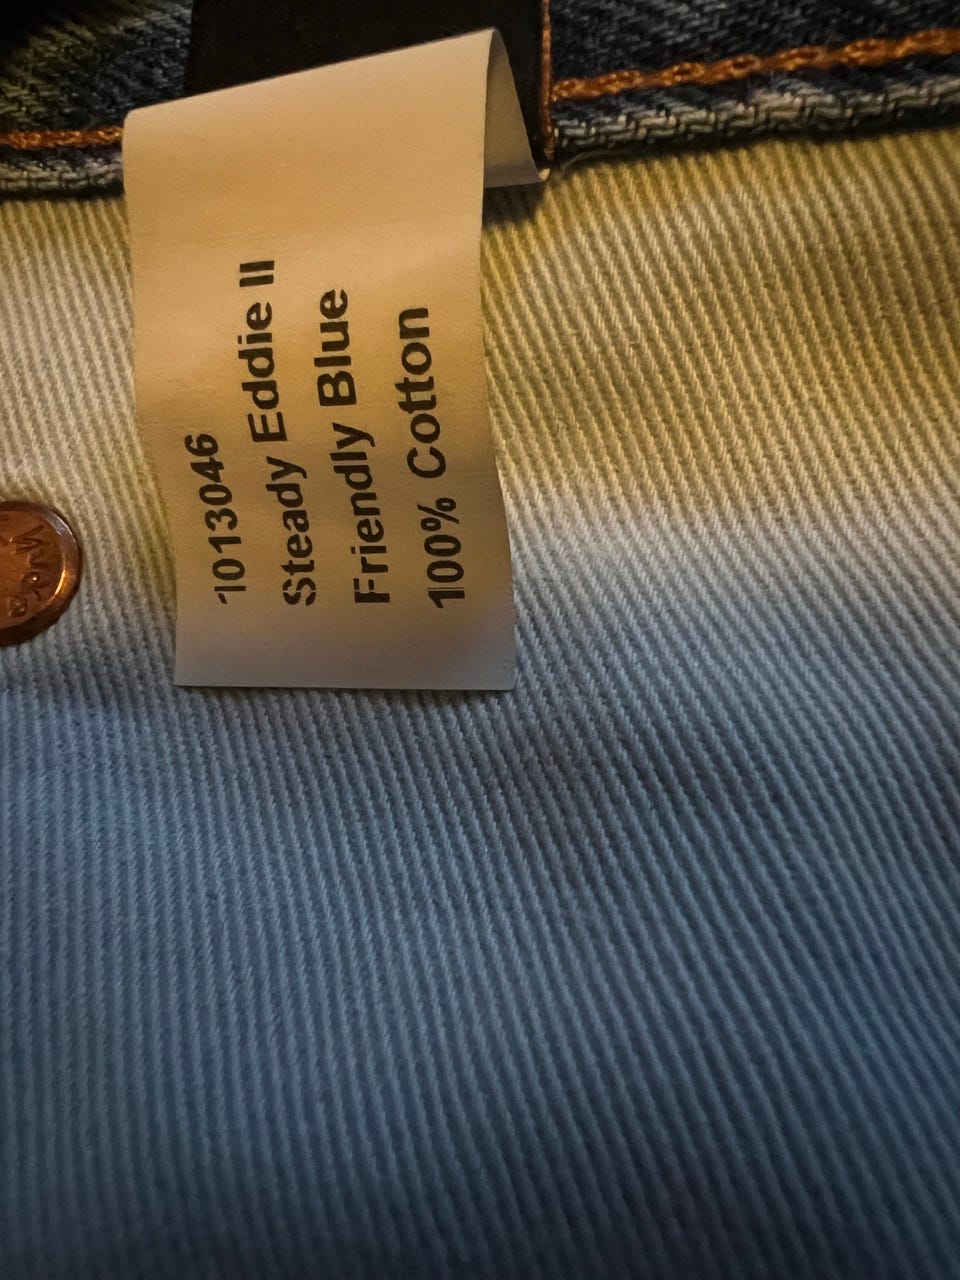 1013046
Steady Eddie II
Friendly Blue
100% Cotton